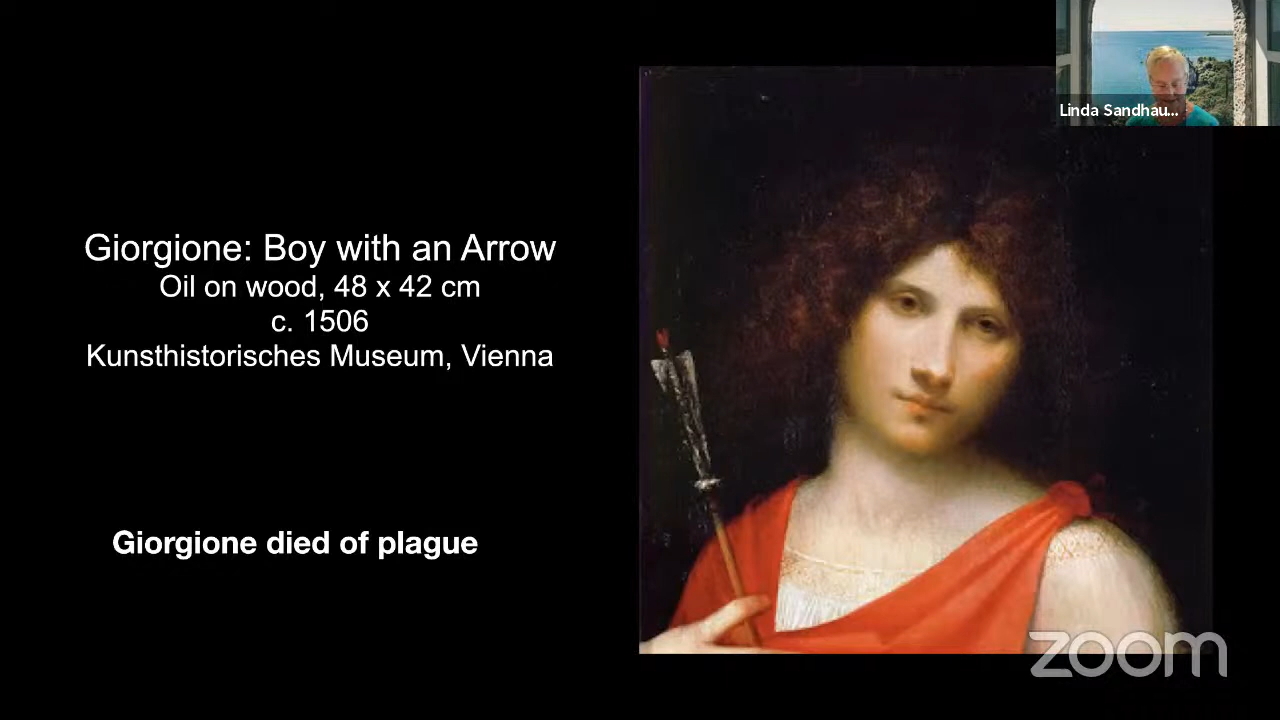 Linda Sandhau...
Giorgione: Boy with an Arrow
Oil on wood, 48 x 42 cm
c. 1506
Kunsthistorisches Museum, Vienna
Giorgione died of plague
zoom